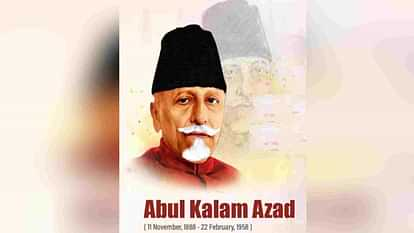 Abul Kalam Azad
[ 11 November, 1888 - 22 February, 1958 ]